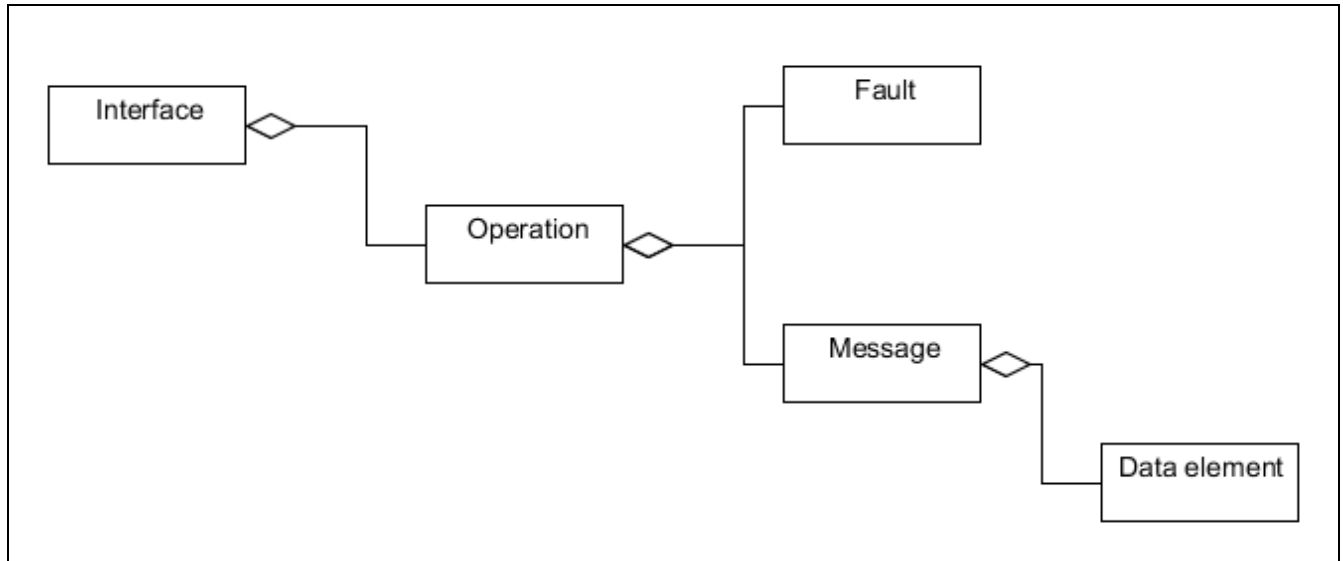 Interface
Fault
Operation
Message
Data element